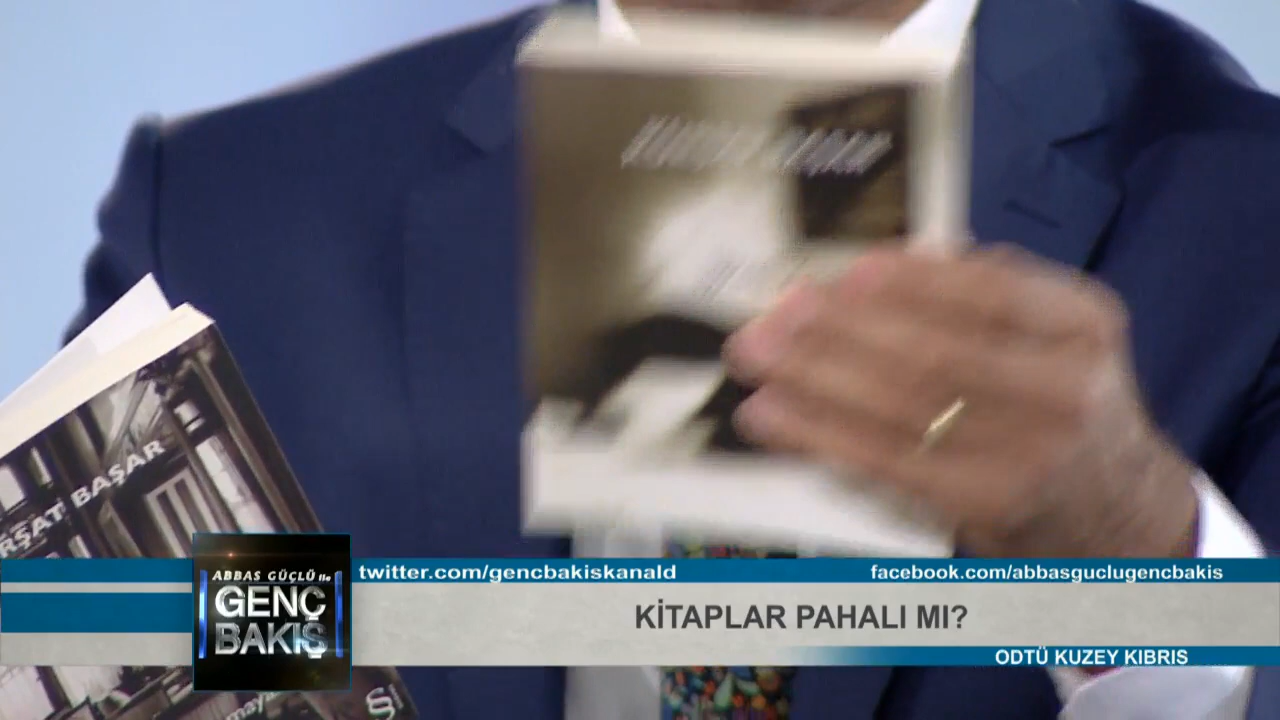 RŞAT BAŞAR
ABBAS GÜÇLÜ ile
GENÇ
BAKIŞ
twitter.com/gencbakiskanald
facebook.com/abbasguclugencbakis
KİTAPLAR PAHALI MI?
ODTÜ KUZEY KIBRIS